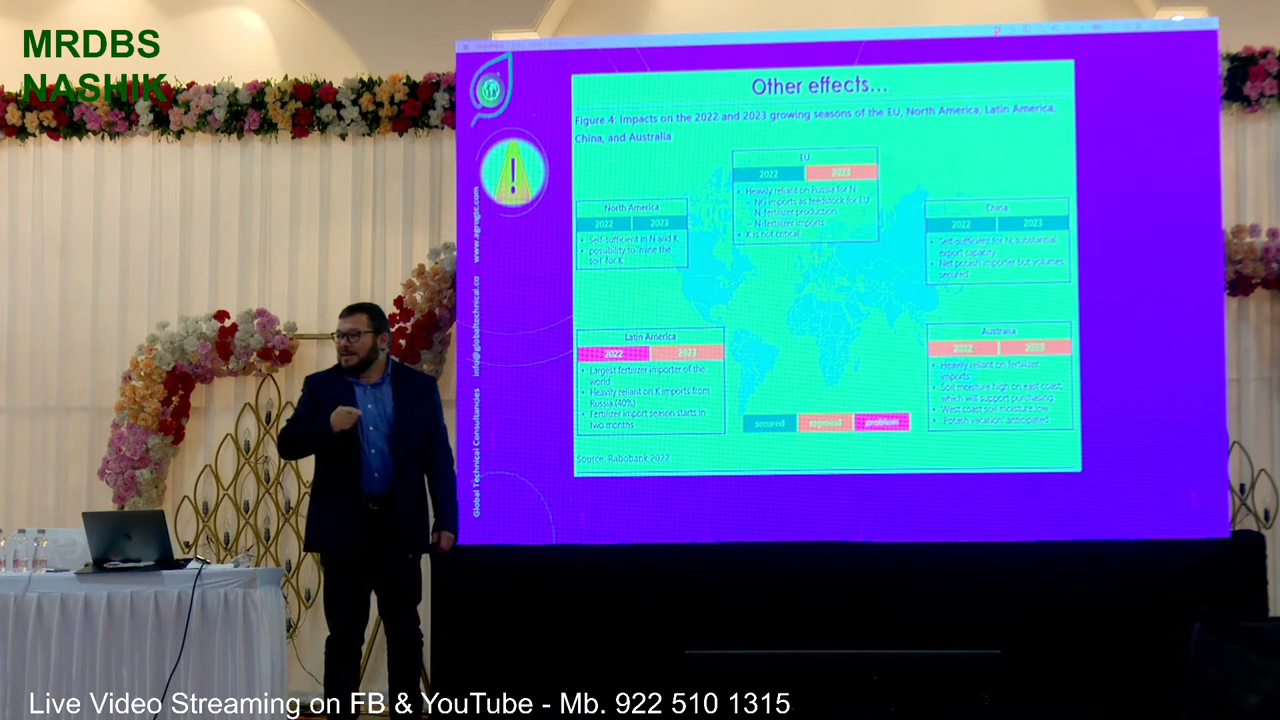 MRDBS
NASHIK
Other effects...
Figure 4: Impacts on the 2022 and 2023 growing seasons of the EU, North America, Latin America,
China, and Australia
EU
2022 2023
• Heavily reliant on Russia for N:
– NG imports as feedstock for EU
N-fertilizer production
– N-fertilizer imports
• K is not critical
North America
2022 2023
• Self-sufficient in N and K,
• possibility to 'mine the
soil' for K
China
2022 2023
• Self-sufficient for N; substantial
export capacity
• Net potash importer but volumes
secured
Latin America
2022 2023
• Largest fertilizer importer of the
world
• Heavily reliant on K imports from
Russia (40%)
• Fertilizer import season starts in
two months
Australia
2022 2023
• Heavily reliant on fertilizer
imports
• Soil moisture high on east coast,
which will support purchasing
• West coast soil moisture low:
• 'Potash vacation' anticipated
secured exposed problem
Source: Rabobank 2022
Global Technical Consultancies info@globaltechnical.co www.agrogtc.com
Live Video Streaming on FB & YouTube - Mb. 922 510 1315